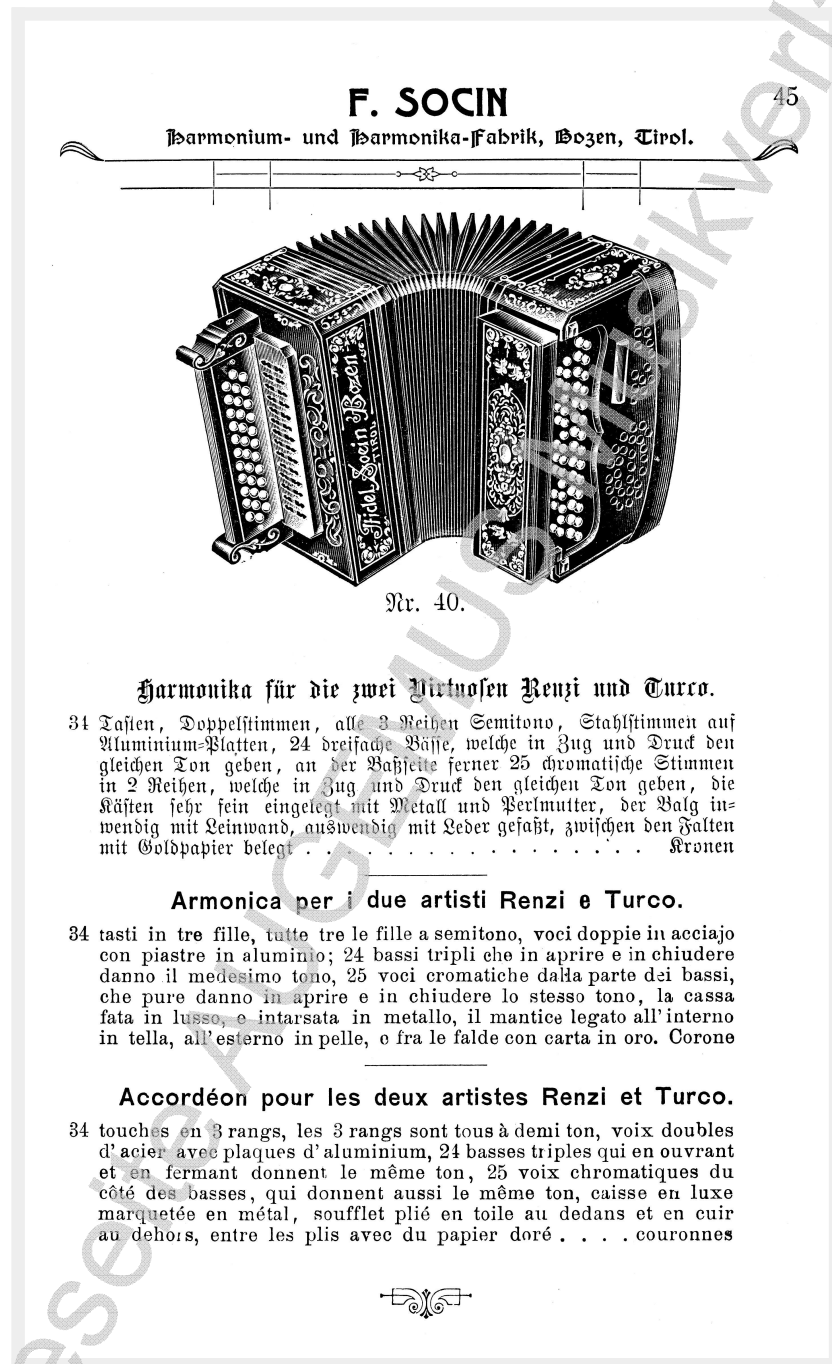 F. SOCIN
45
Harmonium- und Harmonika-Fabrik, Bozen, Tirol.
Fidel Socin Bozen
TIROL
Nr. 40.
Harmonika für die zwei Virtuosen Renzi und Turco.
34 Tasten, Doppelstimmen, alle 3 Reihen Semitono, Stahlstimmen auf
Aluminium-Platten, 24 dreifache Bässe, welche in Zug und Druck den
gleichen Ton geben, an der Baßseite ferner 25 chromatische Stimmen
in 2 Reihen, welche in Zug und Druck den gleichen Ton geben, die
Kästen sehr fein eingelegt mit Metall und Perlmutter, der Balg in-
wendig mit Leinwand, auswendig mit Leder gefaßt, zwischen den Falten
mit Goldpapier belegt . . . . . . . . . . . . . . . . . Kronen
Armonica per i due artisti Renzi e Turco.
34 tasti in tre fille, tutte tre le fille a semitono, voci doppie in acciajo
con piastre in aluminio; 24 bassi tripli che in aprire e in chiudere
danno il medesimo tono, 25 voci cromatiche dalla parte dei bassi,
che pure danno in aprire e in chiudere lo stesso tono, la cassa
fata in lusso, e intarsata in metallo, il mantice legato all'interno
in tella, all'esterno in pelle, e fra le falde con carta in oro. Corone
Accordéon pour les deux artistes Renzi et Turco.
34 touches en 3 rangs, les 3 rangs sont tous à demi ton, voix doubles
d'acier avec plaques d'aluminium, 24 basses triples qui en ouvrant
et en fermant donnent le même ton, 25 voix chromatiques du
côté des basses, qui donnent aussi le même ton, caisse en luxe
marquetée en métal, soufflet plié en toile au dedans et en cuir
au dehors, entre les plis avec du papier doré . . . . couronnes
eseite AUGEMUS Musikverl